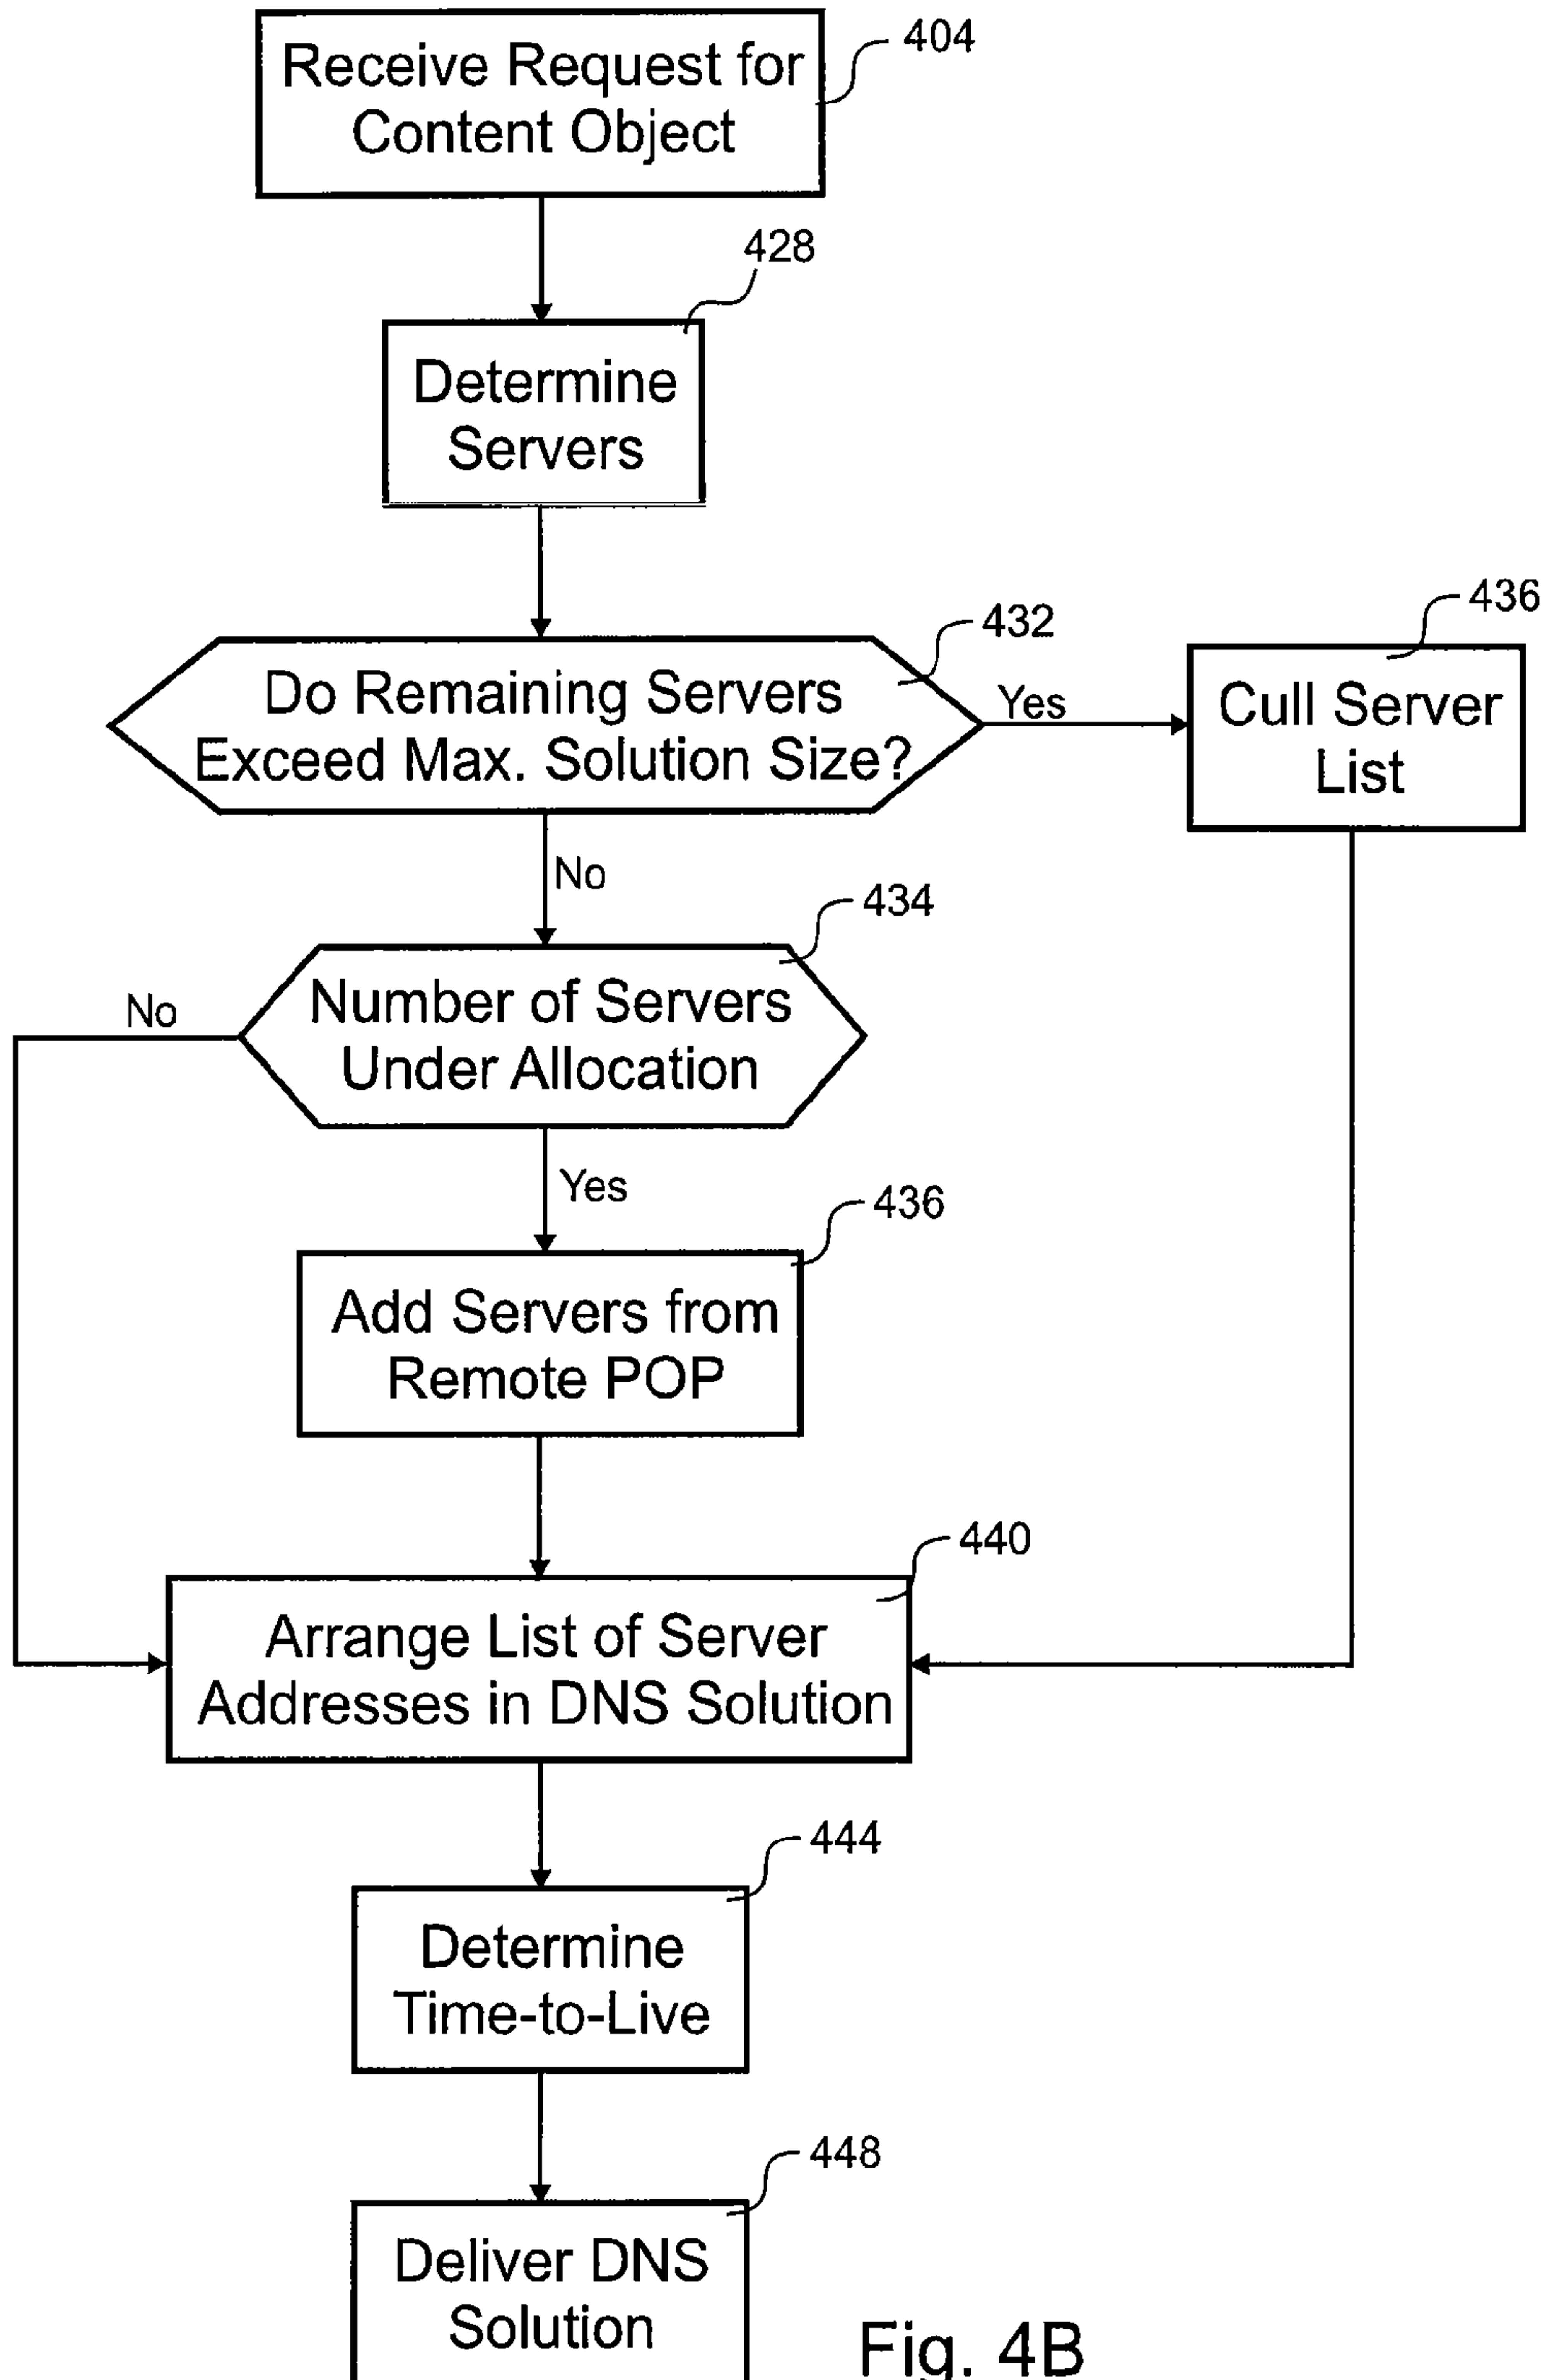 Receive Request for
Content Object
404
428
Determine
Servers
432
Do Remaining Servers
Exceed Max. Solution Size?
Yes
436
Cull Server
List
No
434
Number of Servers
Under Allocation
No
Yes
436
Add Servers from
Remote POP
440
Arrange List of Server
Addresses in DNS Solution
444
Determine
Time-to-Live
448
Deliver DNS
Solution
Fig. 4B